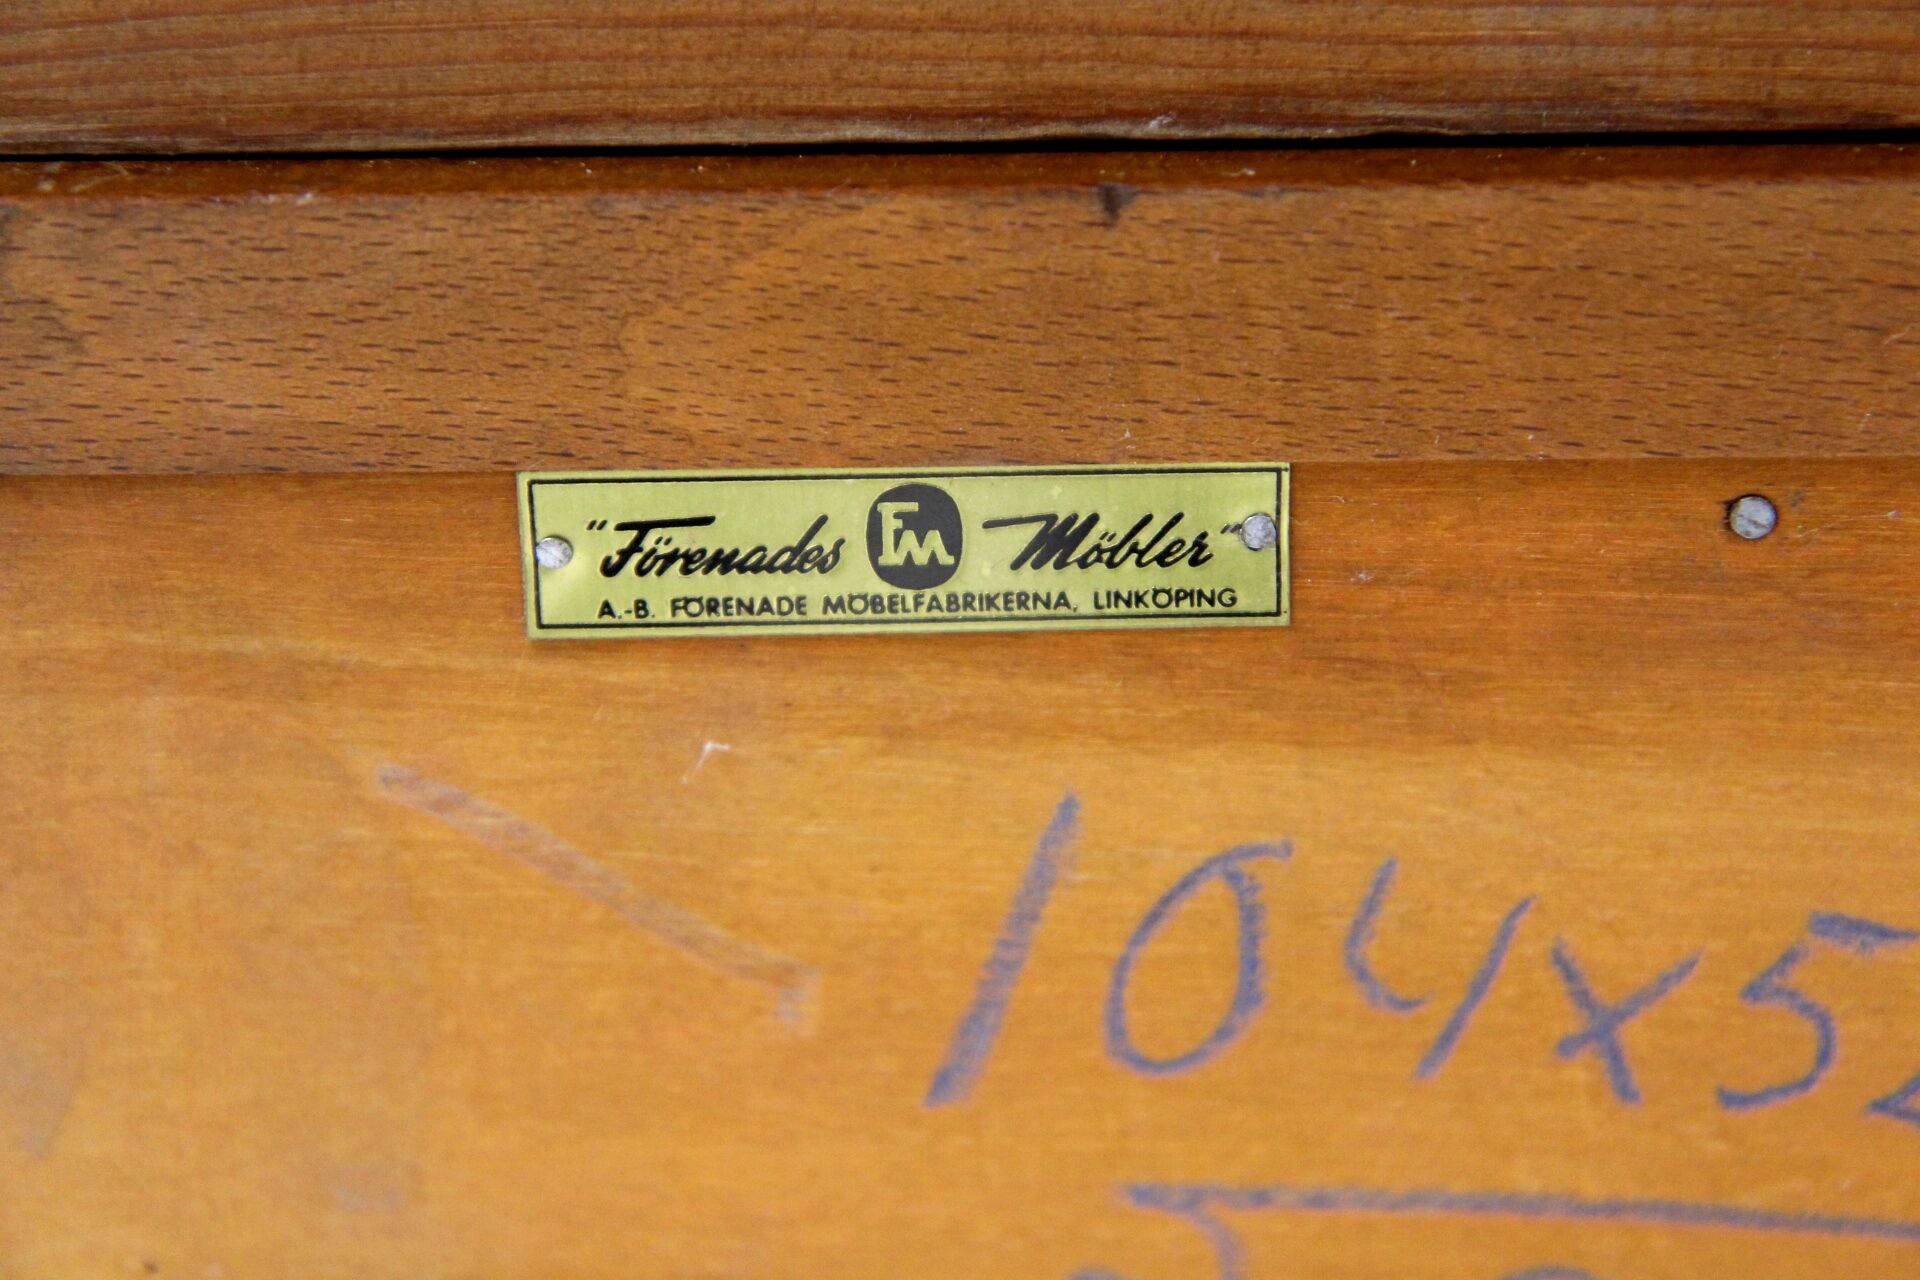 "Förenades FM Möbler"
A.-B. FÖRENADE MÖBELFABRIKERNA, LINKÖPING
104x5